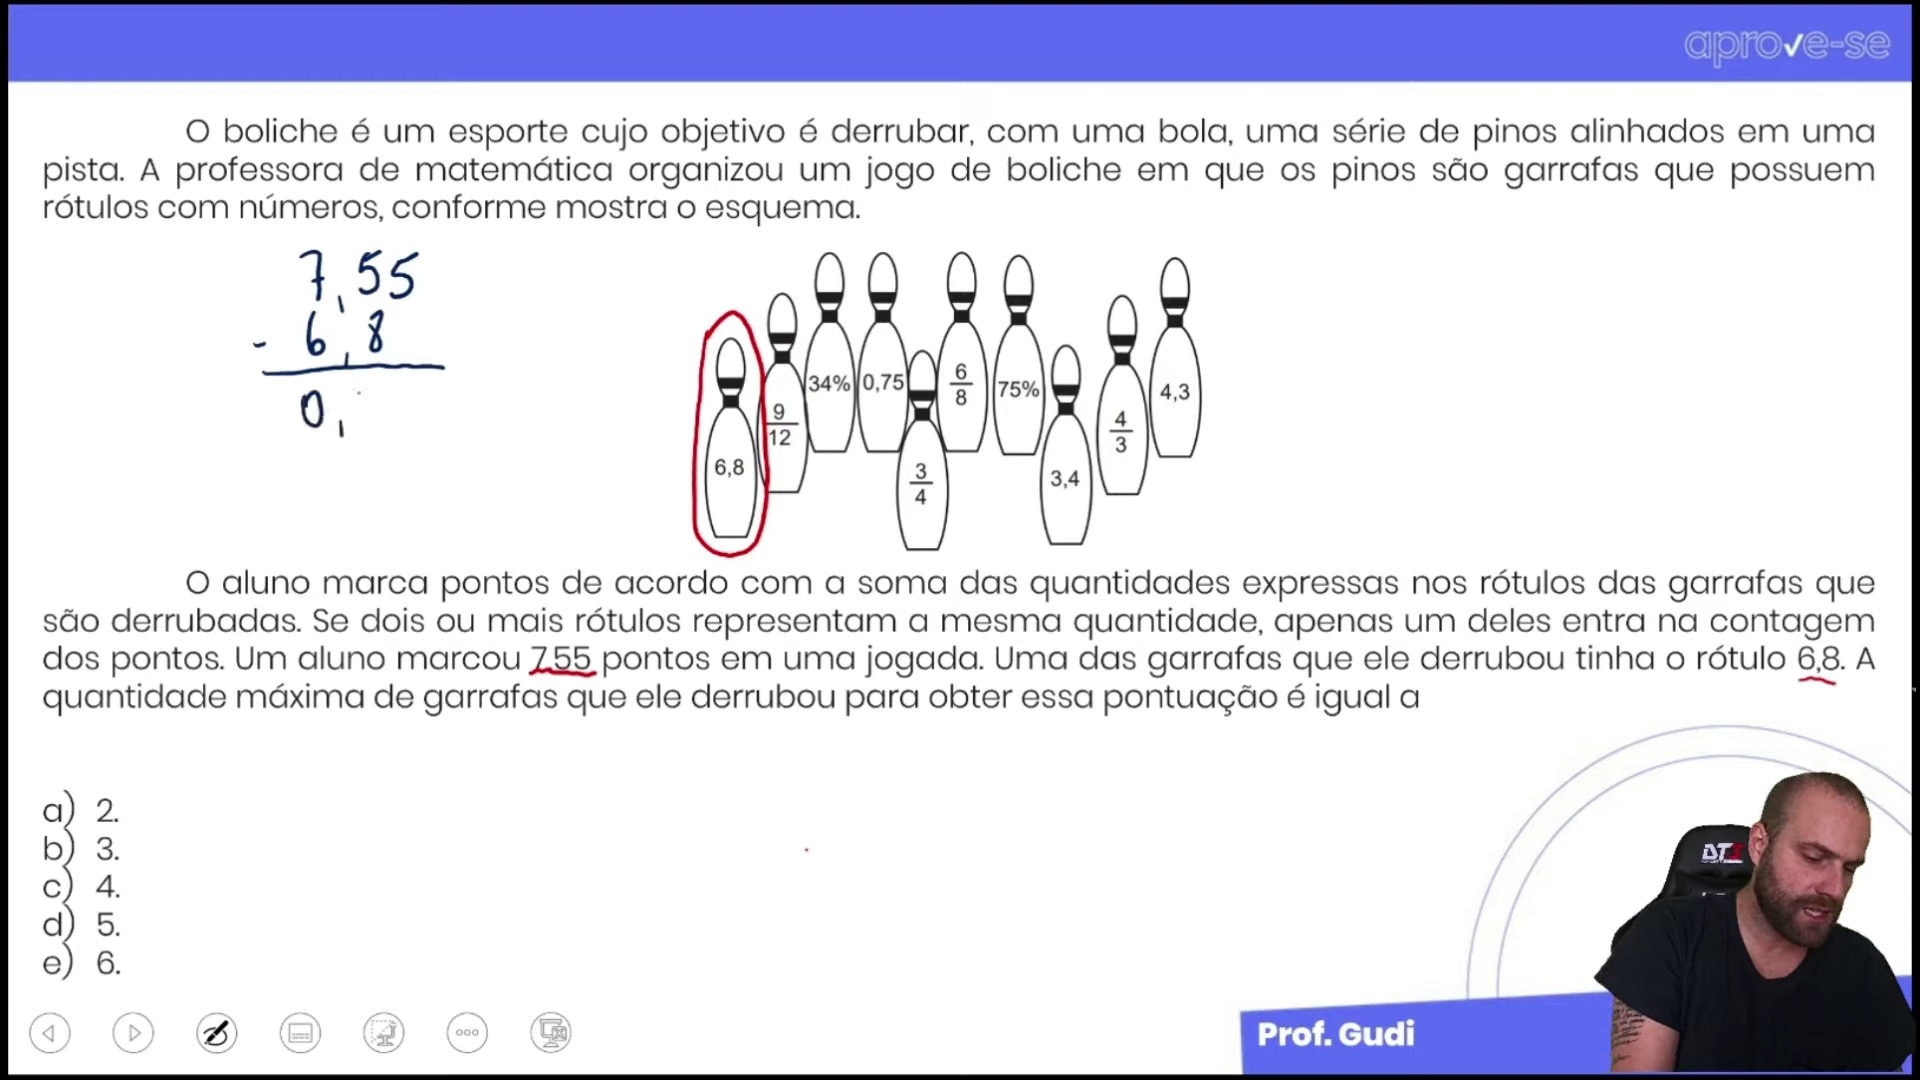 aprove-se
O boliche é um esporte cujo objetivo é derrubar, com uma bola, uma série de pinos alinhados em uma
pista. A professora de matemática organizou um jogo de boliche em que os pinos são garrafas que possuem
rótulos com números, conforme mostra o esquema.
7,55
- 6,8
0,
34% 0,75 6/8 75% 4,3
9/12 4/3
6,8 3/4 3,4
O aluno marca pontos de acordo com a soma das quantidades expressas nos rótulos das garrafas que
são derrubadas. Se dois ou mais rótulos representam a mesma quantidade, apenas um deles entra na contagem
dos pontos. Um aluno marcou 7,55 pontos em uma jogada. Uma das garrafas que ele derrubou tinha o rótulo 6,8. A
quantidade máxima de garrafas que ele derrubou para obter essa pontuação é igual a
a) 2.
b) 3.
c) 4.
d) 5.
e) 6.
DT3
Prof. Gudi